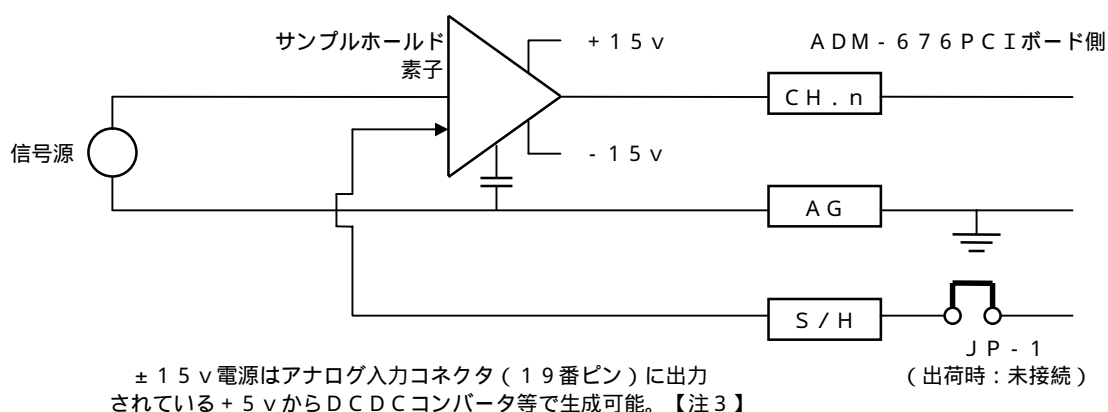 サンプルホールド
素子
+15v
ADM-676PCIボード側
CH.n
信号源
-15v
AG
S/H
JP-1
(出荷時:未接続)
±15v電源はアナログ入力コネクタ(19番ピン)に出力
されている+5vからDCDCコンバータ等で生成可能。【注3】